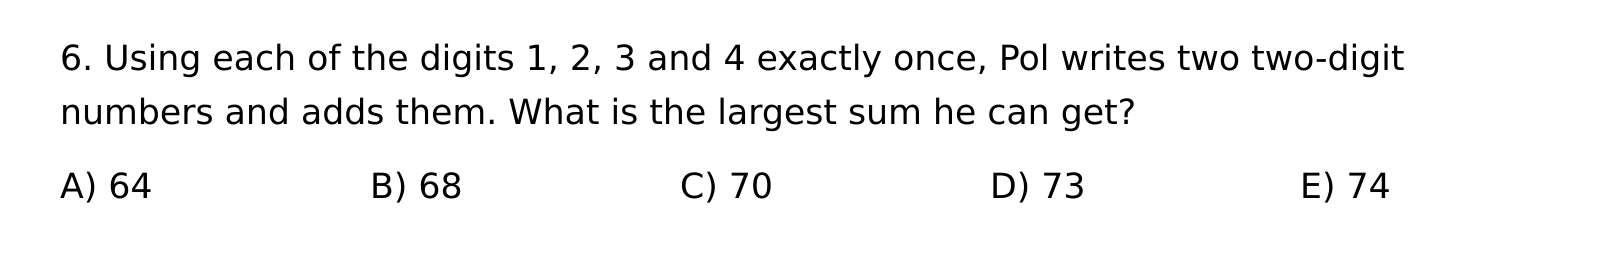 6. Using each of the digits 1, 2, 3 and 4 exactly once, Pol writes two two-digit
numbers and adds them. What is the largest sum he can get?
A) 64 B) 68 C) 70 D) 73 E) 74